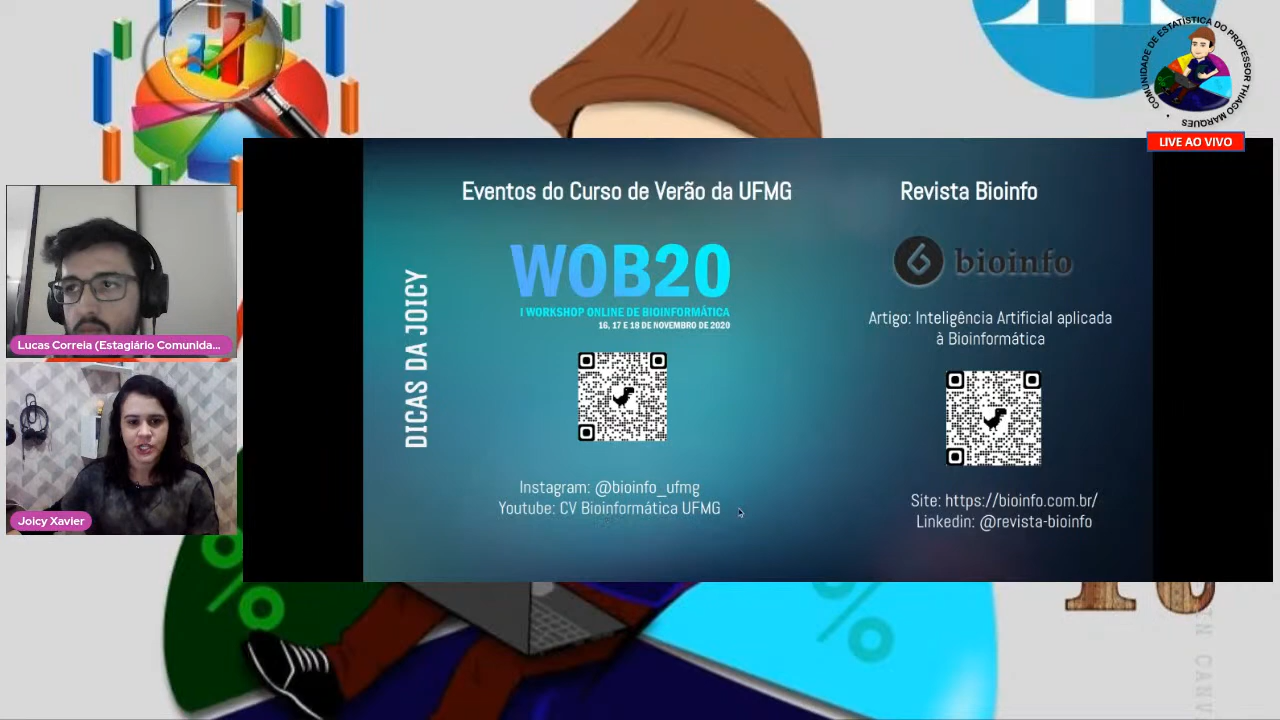 COMUNIDADE DE ESTATÍSTICA DO PROFESSOR THIAGO MARQUES
LIVE AO VIVO
Lucas Correia (Estagiário Comunida...
Joicy Xavier
DICAS DA JOICY
Eventos do Curso de Verão da UFMG
WOB20
I WORKSHOP ONLINE DE BIOINFORMÁTICA
16, 17 E 18 DE NOVEMBRO DE 2020
Instagram: @bioinfo_ufmg
Youtube: CV Bioinformática UFMG
Revista Bioinfo
bioinfo
Artigo: Inteligência Artificial aplicada
à Bioinformática
Site: https://bioinfo.com.br/
Linkedin: @revista-bioinfo
%
%
%